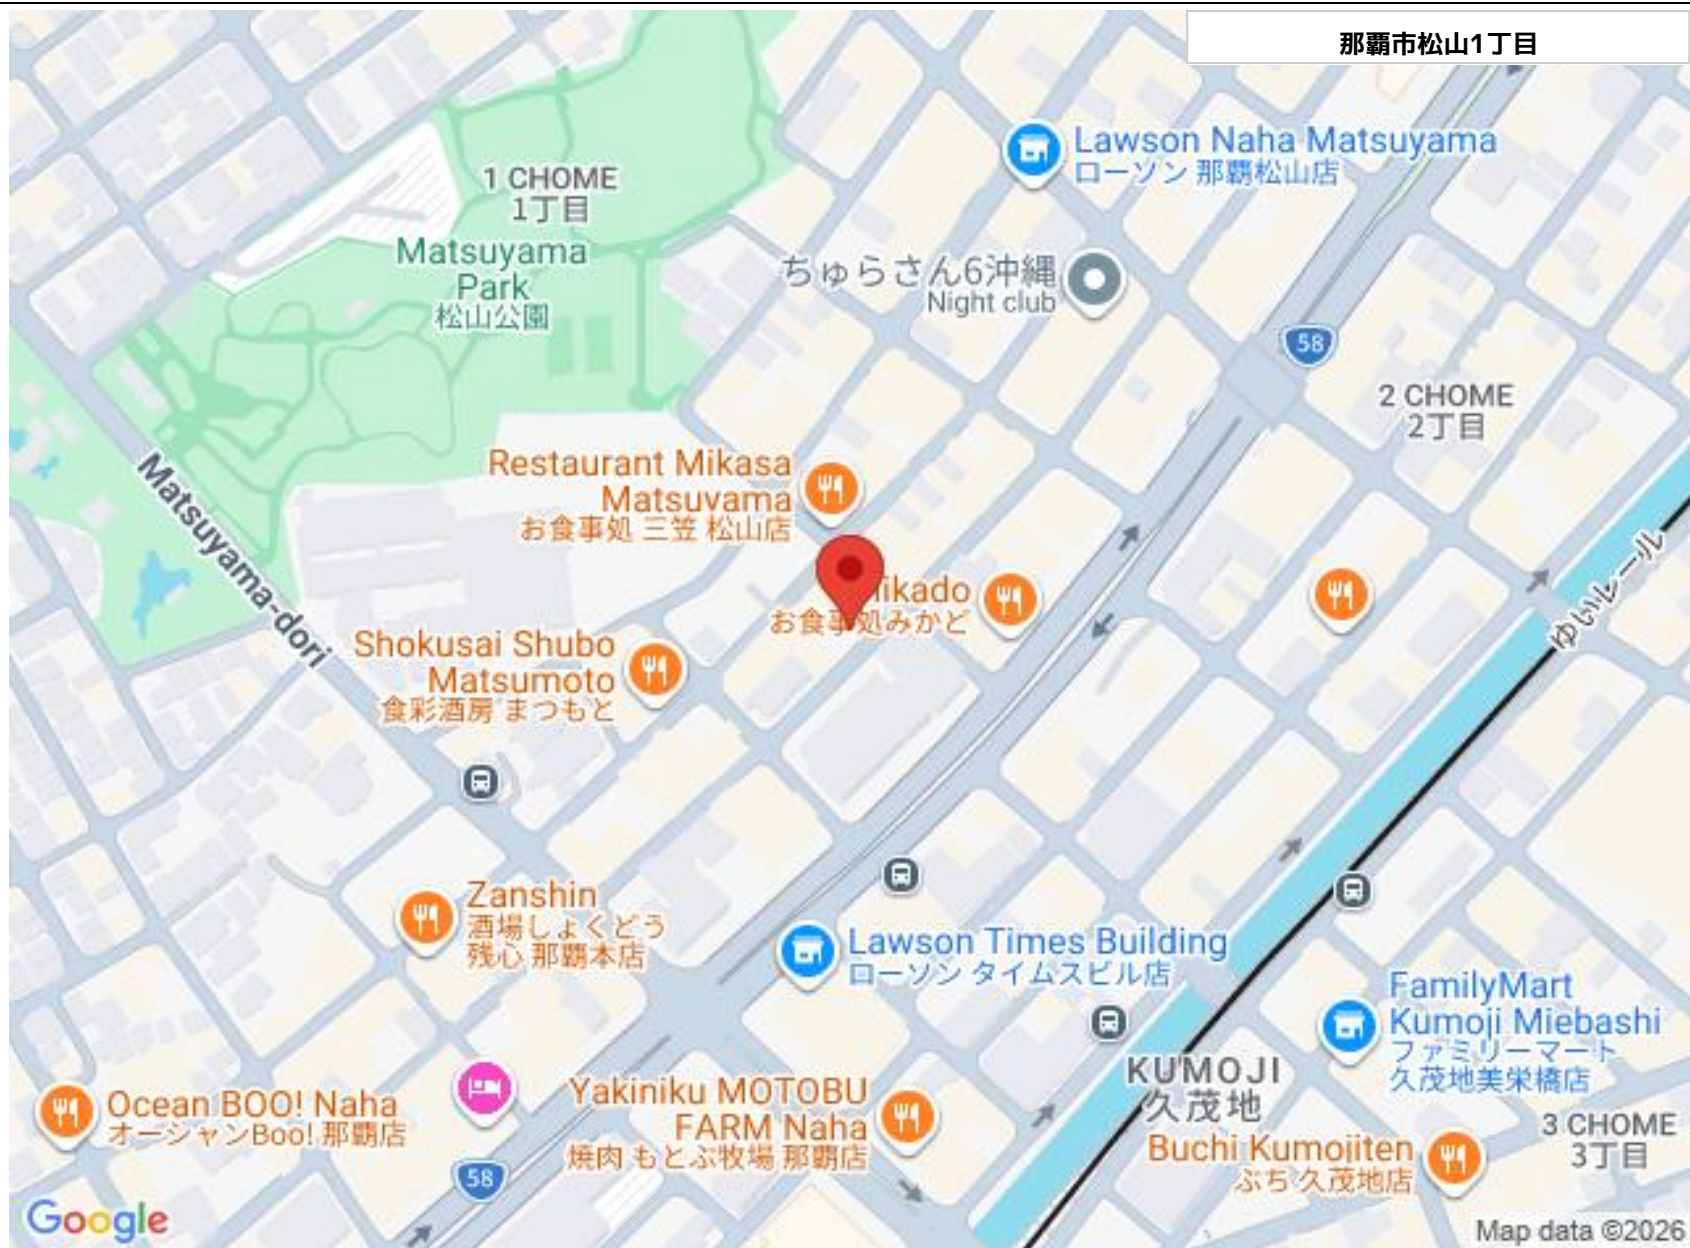 那覇市松山1丁目
Lawson Naha Matsuyama
ローソン 那覇松山店
1 CHOME
1丁目
Matsuyama
Park
松山公園
ちゅらさん6沖縄
Night club
58
2 CHOME
2丁目
Restaurant Mikasa
Matsuyama
お食事処 三笠 松山店
Matsuyama-dori
ikado
お食事処みかど
ゆいレール
Shokusai Shubo
Matsumoto
食彩酒房 まつもと
Zanshin
酒場しょくどう
残心 那覇本店
Lawson Times Building
ローソン タイムスビル店
FamilyMart
Kumoji Miebashi
ファミリーマート
久茂地美栄橋店
KUMOJI
久茂地
Ocean BOO! Naha
オーシャンBoo! 那覇店
Yakiniku MOTOBU
FARM Naha
焼肉 もとぶ牧場 那覇店
3 CHOME
3丁目
Buchi Kumojiten
ぶち 久茂地店
58
Google
Map data ©2026